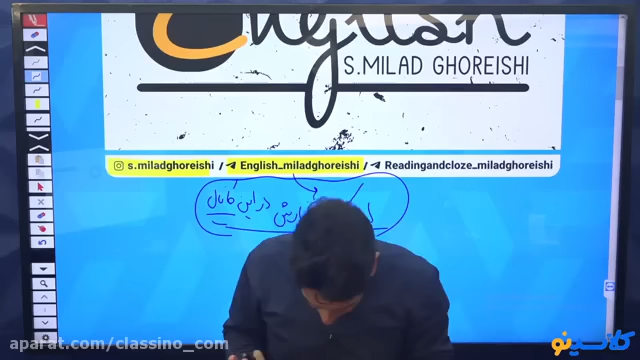 English
S.MILAD GHOREISHI
s.miladghoreishi / English_miladghoreishi / Readingandcloze_miladghoreishi
در این کانال
aparat.com/classino_com
کلاسینو